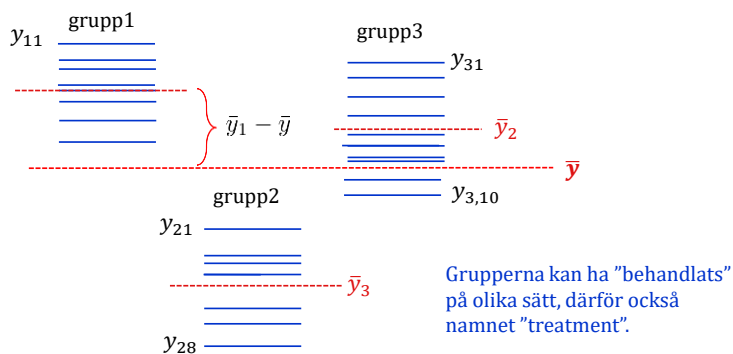 grupp1
y₁₁
ȳ₁ − ȳ
grupp3
y₃₁
ȳ₂
ȳ
y₃,₁₀
grupp2
y₂₁
ȳ₃
y₂₈
Grupperna kan ha ”behandlats”
på olika sätt, därför också
namnet ”treatment”.